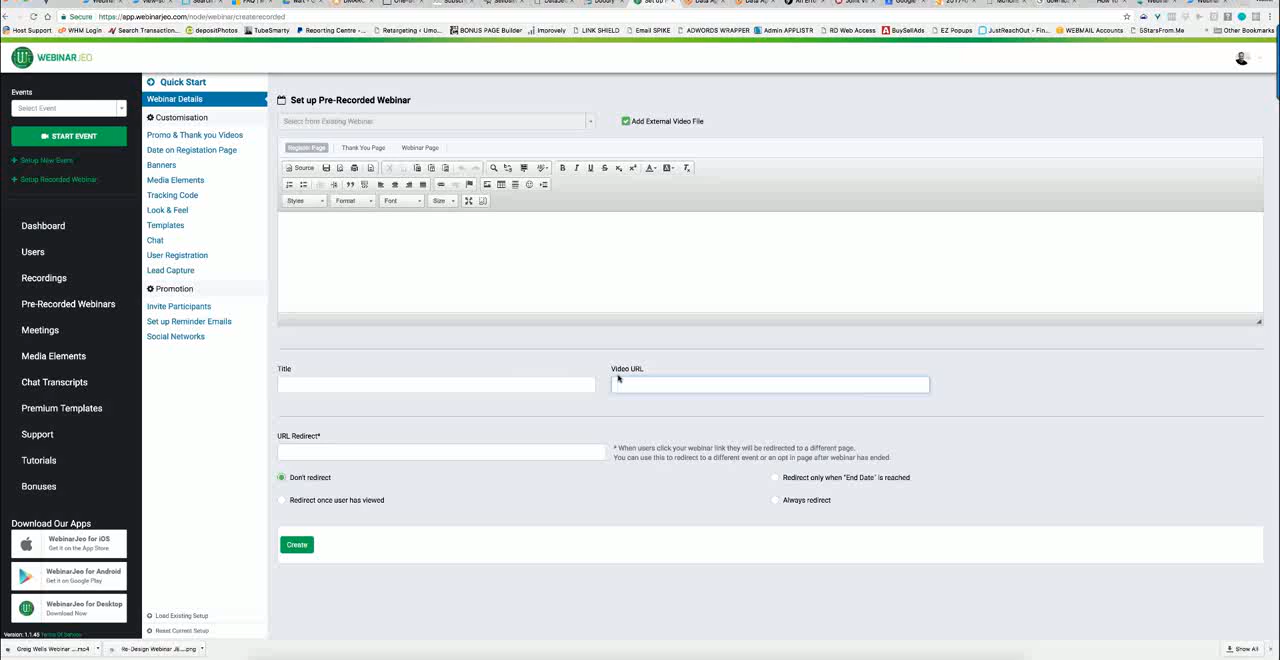 Secure
https://app.webinarjeo.com/node/webinar/createrecorded
Host Support
WHM Login
Search Transaction...
depositPhotos
TubeSmarty
Reporting Centre -...
Retargeting ‹ Umo...
BONUS PAGE Builder
Improvely
LINK SHIELD
Email SPIKE
ADWORDS WRAPPER
Admin APPLISTR
RD Web Access
BuySellAds
EZ Popups
JustReachOut - Fin...
WEBMAIL Accounts
5StarsFrom.Me
Other Bookmarks
WEBINARJEO
Events
Select Event
START EVENT
Setup New Event
Setup Recorded Webinar
Dashboard
Users
Recordings
Pre-Recorded Webinars
Meetings
Media Elements
Chat Transcripts
Premium Templates
Support
Tutorials
Bonuses
Download Our Apps
WebinarJeo for iOS
Get it on the App Store
WebinarJeo for Android
Get it on Google Play
WebinarJeo for Desktop
Download Now
Version: 1.1.45 Terms Of Service
Quick Start
Webinar Details
Customisation
Promo & Thank you Videos
Date on Registation Page
Banners
Media Elements
Tracking Code
Look & Feel
Templates
Chat
User Registration
Lead Capture
Promotion
Invite Participants
Set up Reminder Emails
Social Networks
Load Existing Setup
Reset Current Setup
Set up Pre-Recorded Webinar
Select from Existing Webinar
Add External Video File
Register Page
Thank You Page
Webinar Page
Source
Styles
Format
Font
Size
Title
Video URL
URL Redirect*
* When users click your webinar link they will be redirected to a different page.
You can use this to redirect to a different event or an opt in page after webinar has ended.
Don't redirect
Redirect only when "End Date" is reached
Redirect once user has viewed
Always redirect
Create
Greig Wells Webinar ....mp4
Re-Design Webinar JE....png
Show All